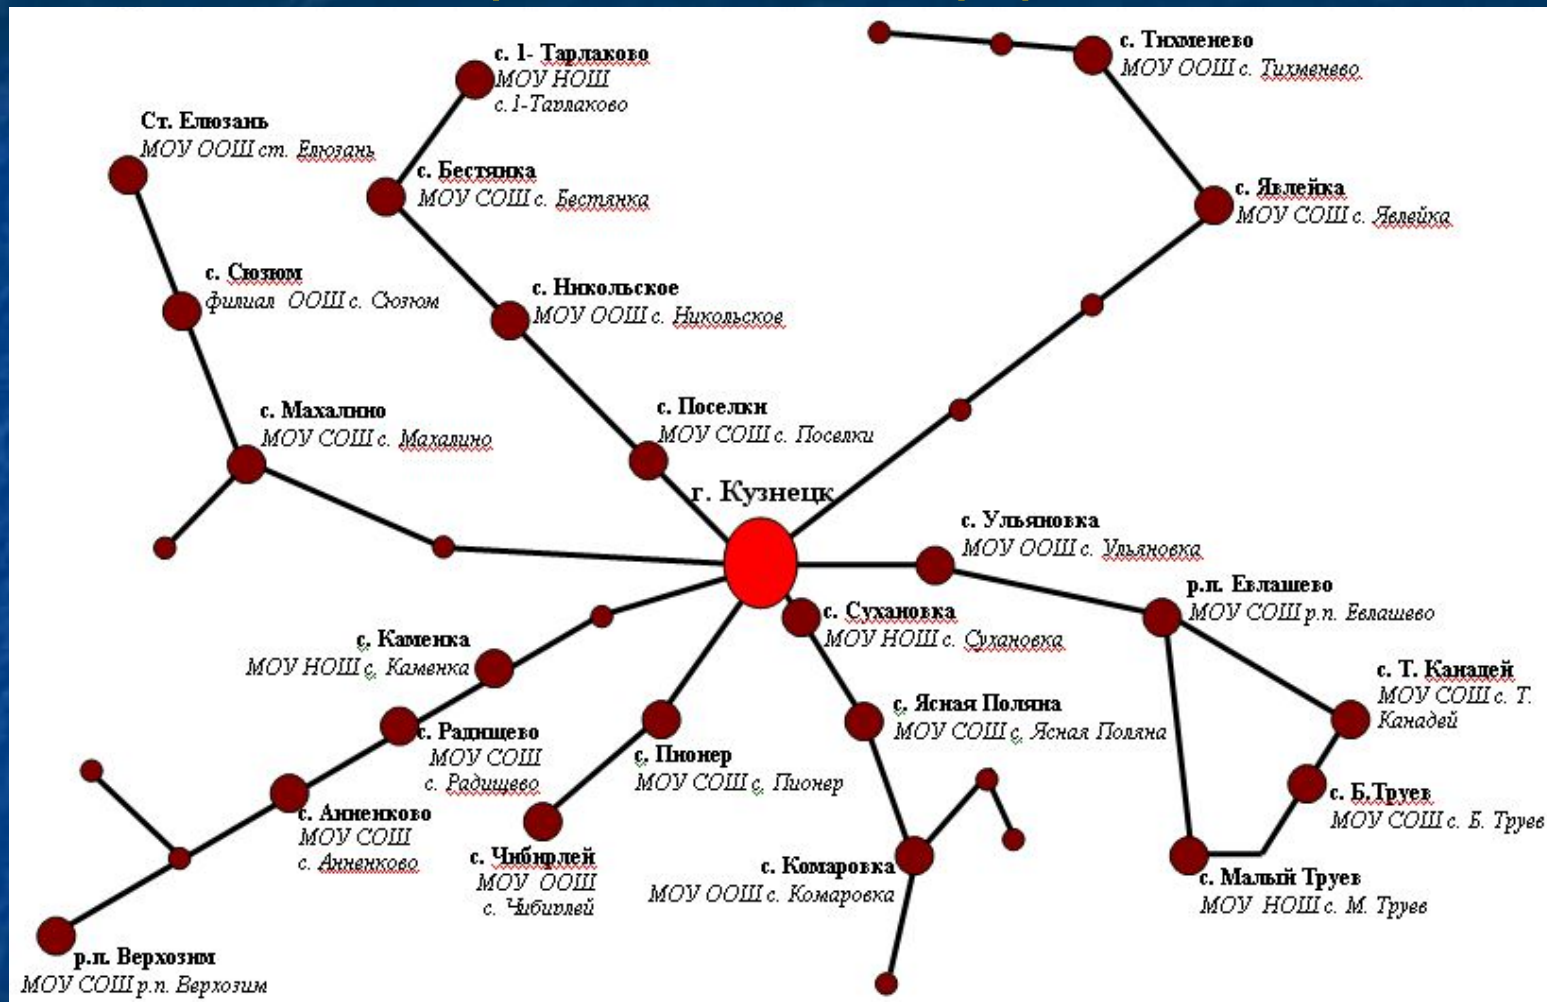 с. 1- Тарлаково
МОУ НОШ
с.1-Тарлаково
с. Тихменево
МОУ ООШ с. Тихменево
Ст. Елюзань
МОУ ООШ ст. Елюзань
с. Бестянка
МОУ СОШ с. Бестянка
с. Явлейка
МОУ СОШ с. Явлейка
с. Сюзюм
филиал ООШ с. Сюзюм
с. Никольское
МОУ ООШ с. Никольское
с. Махалино
МОУ СОШ с. Махалино
с. Поселки
МОУ СОШ с. Поселки
г. Кузнецк
с. Ульяновка
МОУ ООШ с. Ульяновка
р.п. Евлашево
МОУ СОШ р.п. Евлашево
с. Сухановка
МОУ НОШ с. Сухановка
с. Каменка
МОУ НОШ с. Каменка
с. Т. Канадей
МОУ СОШ с. Т.
Канадей
с. Ясная Поляна
МОУ СОШ с. Ясная Поляна
с. Радищево
МОУ СОШ
с. Радищево
с. Пионер
МОУ СОШ с. Пионер
с. Б.Труев
МОУ СОШ с. Б. Труев
с. Анненково
МОУ СОШ
с. Анненково
с. Чибирлей
МОУ ООШ
с. Чибирлей
с. Комаровка
МОУ ООШ с. Комаровка
с. Малый Труев
МОУ НОШ с. М. Труев
р.п. Верхозим
МОУ СОШ р.п. Верхозим